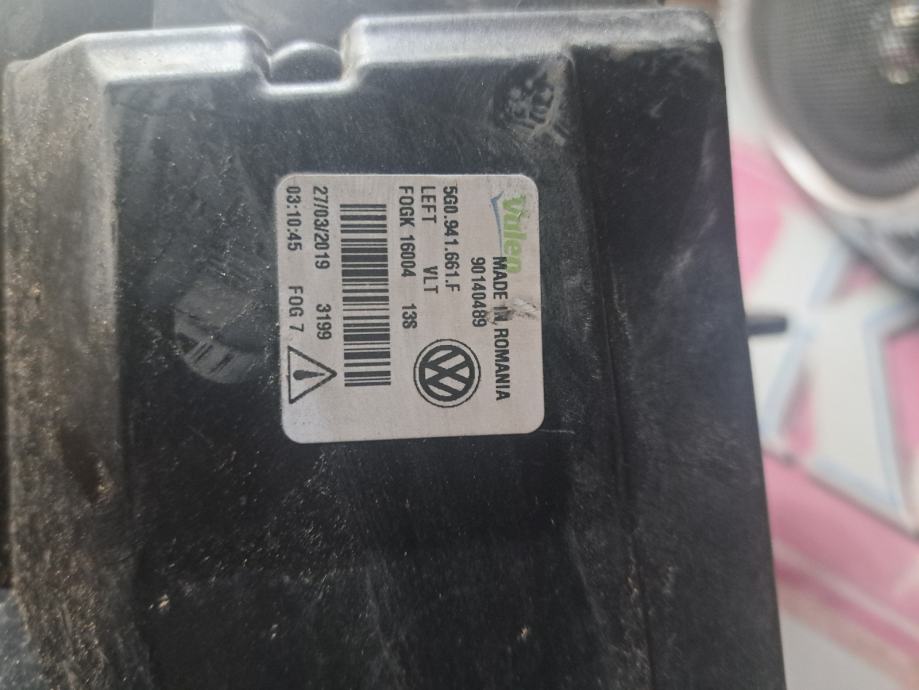 Valeo
MADE IN ROMANIA
90140489
5G0.941.661.F
LEFT VLT
FOGK 16004 13S
27/03/2019 3199
03:10:45 FOG 7